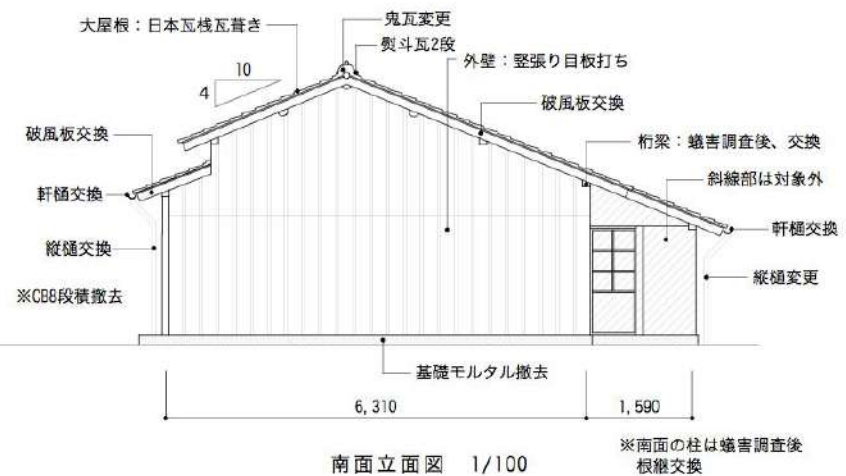 鬼瓦変更
大屋根：日本瓦桟瓦葺き
熨斗瓦2段
外壁：竪張り目板打ち
10
4
破風板交換
破風板交換
桁梁：蟻害調査後、交換
斜線部は対象外
軒樋交換
軒樋交換
縦樋交換
縦樋変更
※CB8段積撤去
基礎モルタル撤去
6,310
1,590
南面立面図 1/100
※南面の柱は蟻害調査後
根継交換